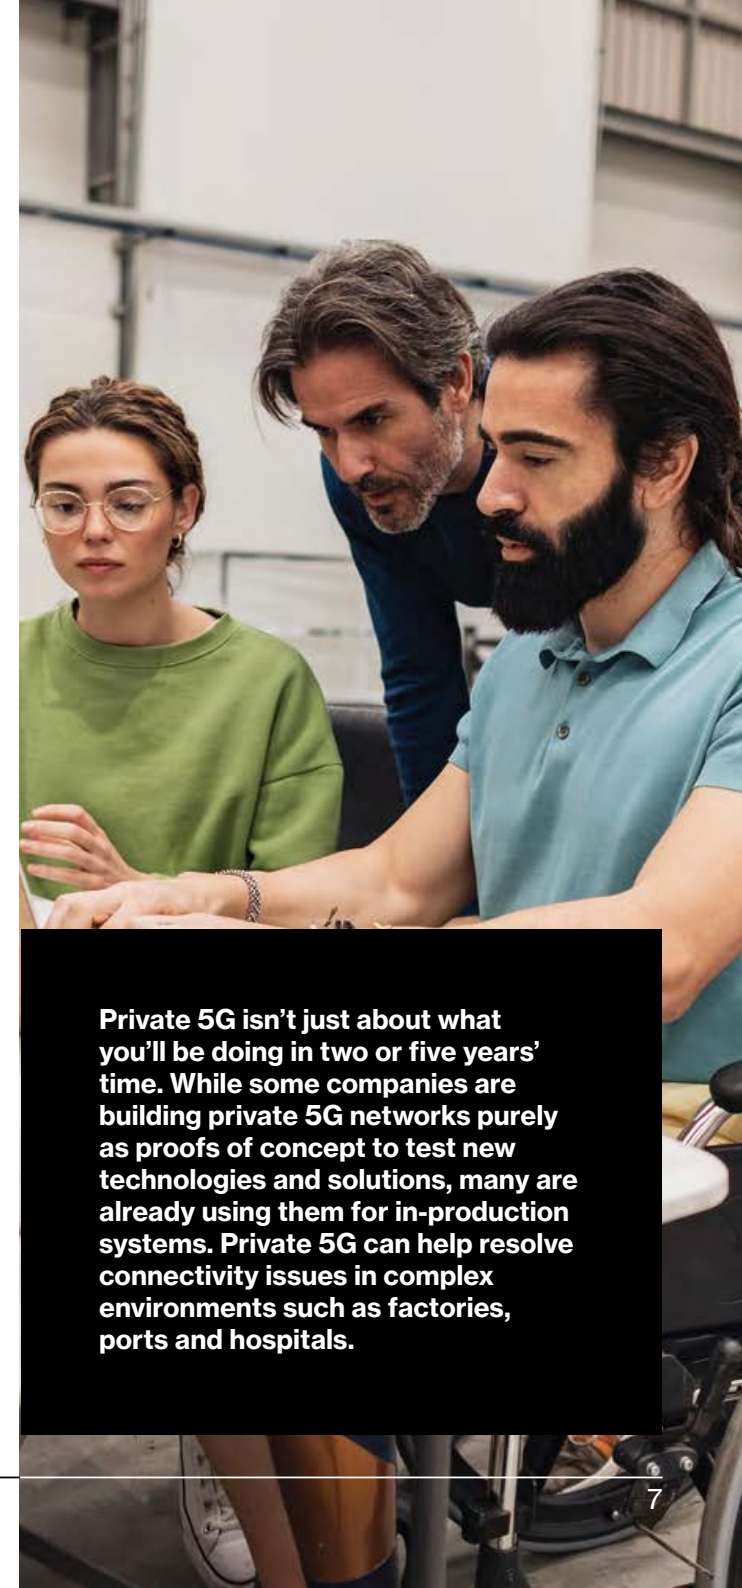 Private 5G isn’t just about what
you’ll be doing in two or five years’
time. While some companies are
building private 5G networks purely
as proofs of concept to test new
technologies and solutions, many are
already using them for in-production
systems. Private 5G can help resolve
connectivity issues in complex
environments such as factories,
ports and hospitals.
7